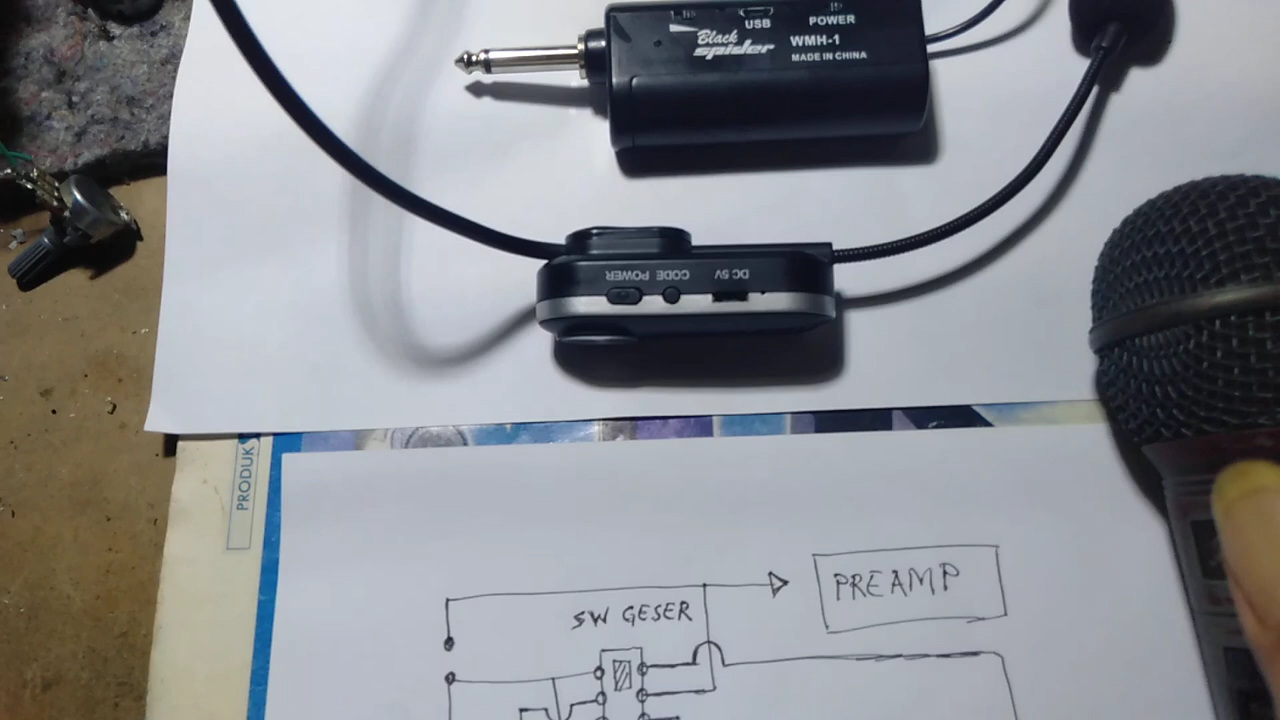 USB
POWER
Black
spider
WMH-1
MADE IN CHINA
POWER CODE DC 5V
PRODUK
SW GESER
PREAMP